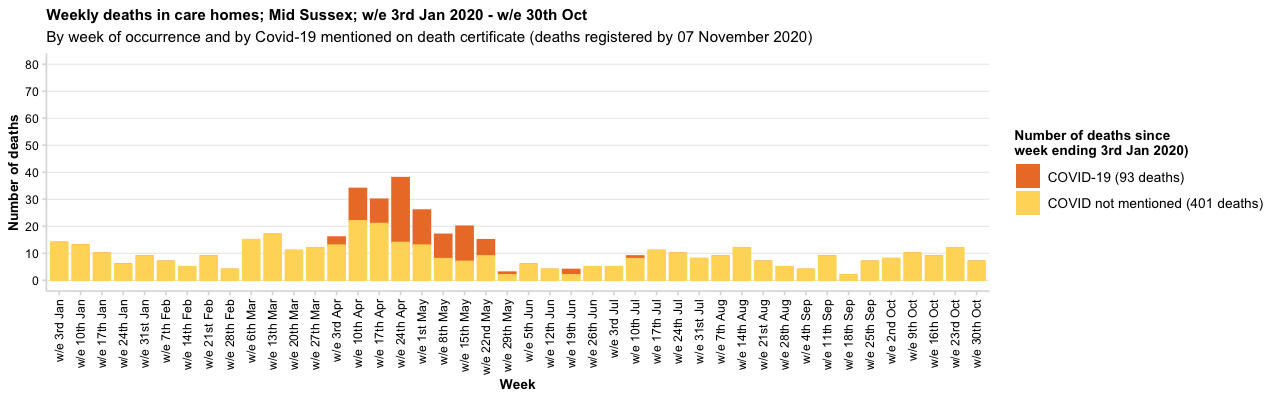 Weekly deaths in care homes; Mid Sussex; w/e 3rd Jan 2020 - w/e 30th Oct
By week of occurrence and by Covid-19 mentioned on death certificate (deaths registered by 07 November 2020)
Number of deaths
80
70
60
50
40
30
20
10
0
w/e 3rd Jan
w/e 10th Jan
w/e 17th Jan
w/e 24th Jan
w/e 31st Jan
w/e 7th Feb
w/e 14th Feb
w/e 21st Feb
w/e 28th Feb
w/e 6th Mar
w/e 13th Mar
w/e 20th Mar
w/e 27th Mar
w/e 3rd Apr
w/e 10th Apr
w/e 17th Apr
w/e 24th Apr
w/e 1st May
w/e 8th May
w/e 15th May
w/e 22nd May
w/e 29th May
w/e 5th Jun
w/e 12th Jun
w/e 19th Jun
w/e 26th Jun
w/e 3rd Jul
w/e 10th Jul
w/e 17th Jul
w/e 24th Jul
w/e 31st Jul
w/e 7th Aug
w/e 14th Aug
w/e 21st Aug
w/e 28th Aug
w/e 4th Sep
w/e 11th Sep
w/e 18th Sep
w/e 25th Sep
w/e 2nd Oct
w/e 9th Oct
w/e 16th Oct
w/e 23rd Oct
w/e 30th Oct
Week
Number of deaths since
week ending 3rd Jan 2020)
COVID-19 (93 deaths)
COVID not mentioned (401 deaths)